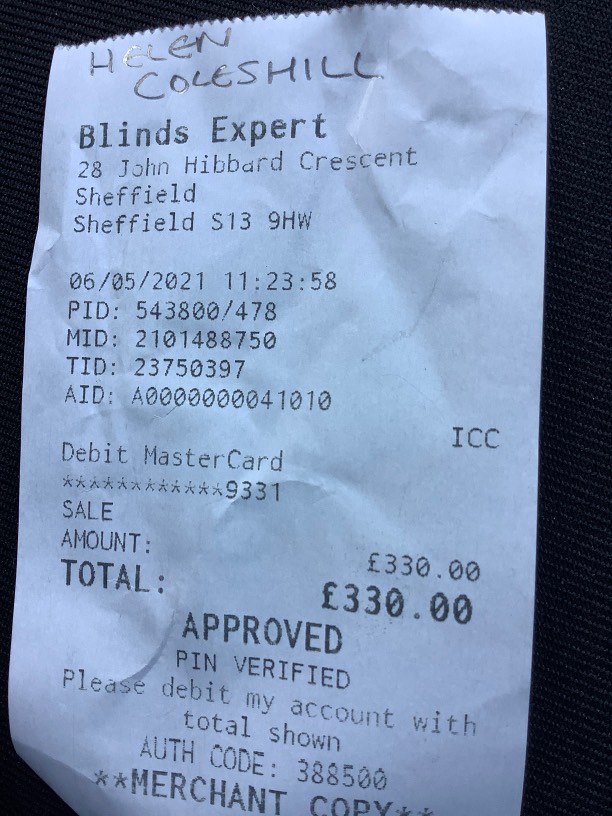 HELEN
COLESHILL
Blinds Expert
28 John Hibbard Crescent
Sheffield
Sheffield S13 9HW
06/05/2021 11:23:58
PID: 543800/478
MID: 2101488750
TID: 23750397
AID: A0000000041010
ICC
Debit MasterCard
************9331
SALE
AMOUNT: £330.00
TOTAL: £330.00
APPROVED
PIN VERIFIED
Please debit my account with
total shown
AUTH CODE: 388500
**MERCHANT COPY**